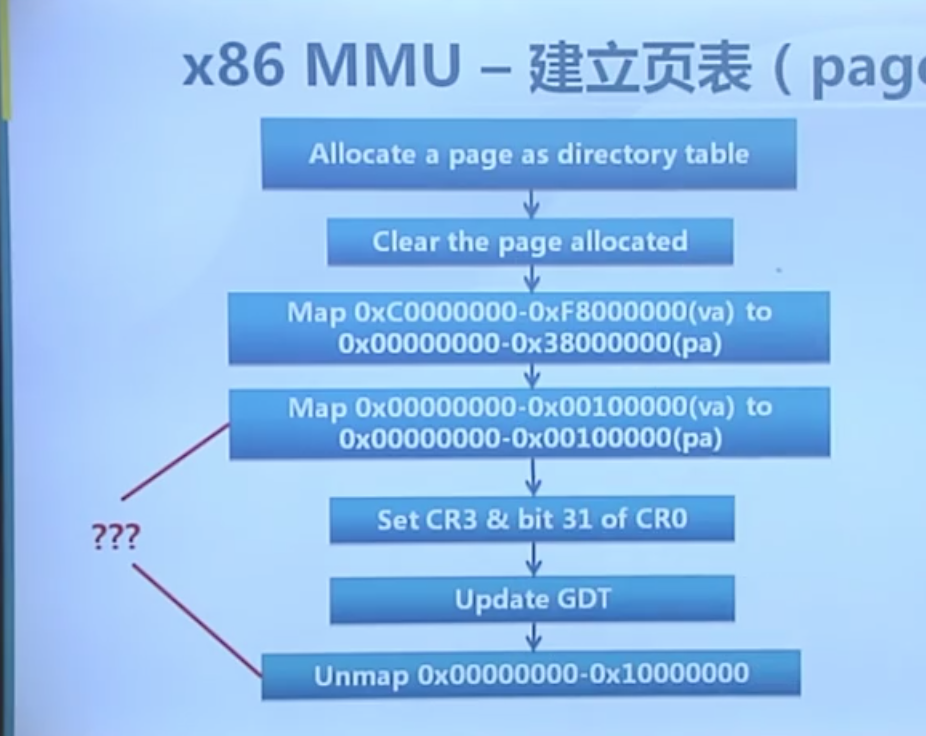 x86 MMU – 建立页表（page
Allocate a page as directory table
Clear the page allocated
Map 0xC0000000-0xF8000000(va) to
0x00000000-0x38000000(pa)
Map 0x00000000-0x00100000(va) to
0x00000000-0x00100000(pa)
Set CR3 & bit 31 of CR0
???
Update GDT
Unmap 0x00000000-0x10000000